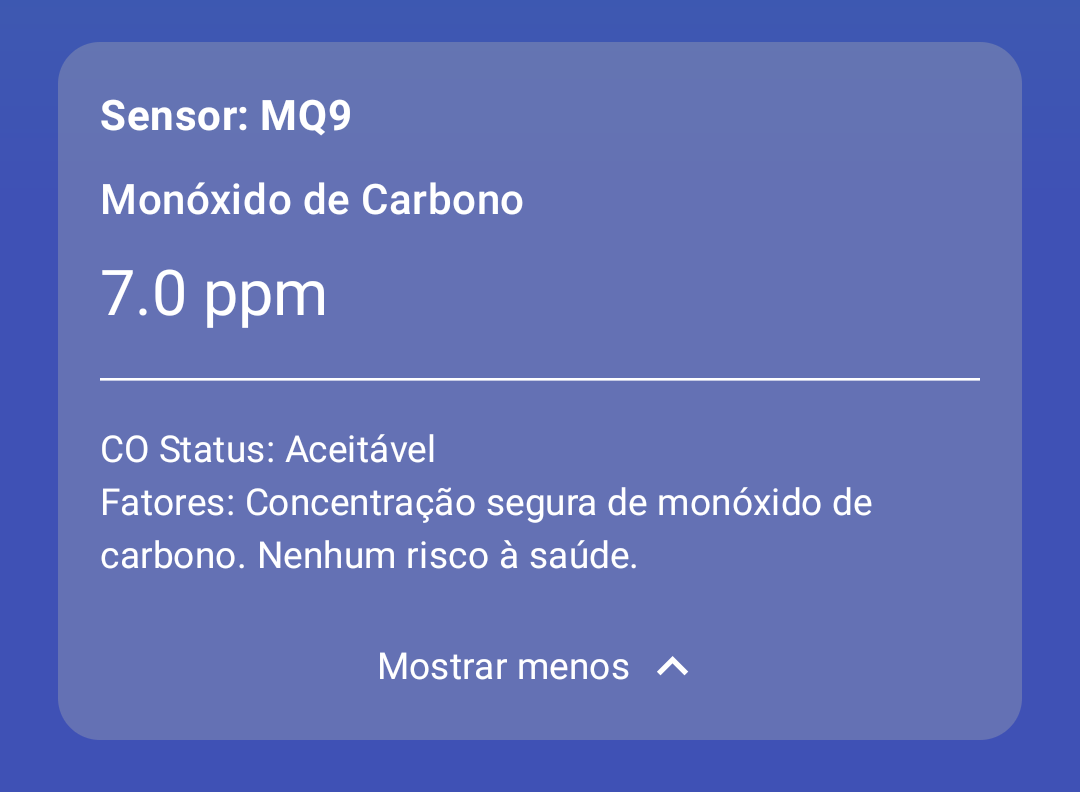 Sensor: MQ9
Monóxido de Carbono
7.0 ppm
CO Status: Aceitável
Fatores: Concentração segura de monóxido de
carbono. Nenhum risco à saúde.
Mostrar menos